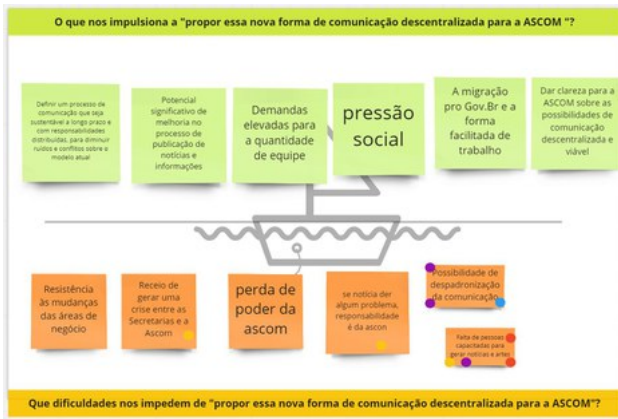 O que nos impulsiona a "propor essa nova forma de comunicação descentralizada para a ASCOM "?
Definir um processo de
comunicação que seja
sustentável a longo prazo e
com responsabilidades
distribuídas, para diminuir
ruídos e conflitos sobre o
modelo atual
Potencial
significativo de
melhoria no
processo de
publicação de
notícias e
informações
Demandas
elevadas para
a quantidade
de equipe
pressão
social
A migração
pro Gov.Br e a
forma
facilitada de
trabalho
Dar clareza para a
ASCOM sobre as
possibilidades de
comunicação
descentralizada e
viável
Resistência
às mudanças
das áreas de
negócio
Receio de
gerar uma
crise entre as
Secretarias e a
Ascom
perda de
poder da
ascom
se notícia der
algum problema,
responsabilidade
é da ascon
Possibilidade de
despadronização
da comunicação
Falta de pessoas
capacitadas para
gerar notícias e artes
Que dificuldades nos impedem de "propor essa nova forma de comunicação descentralizada para a ASCOM"?